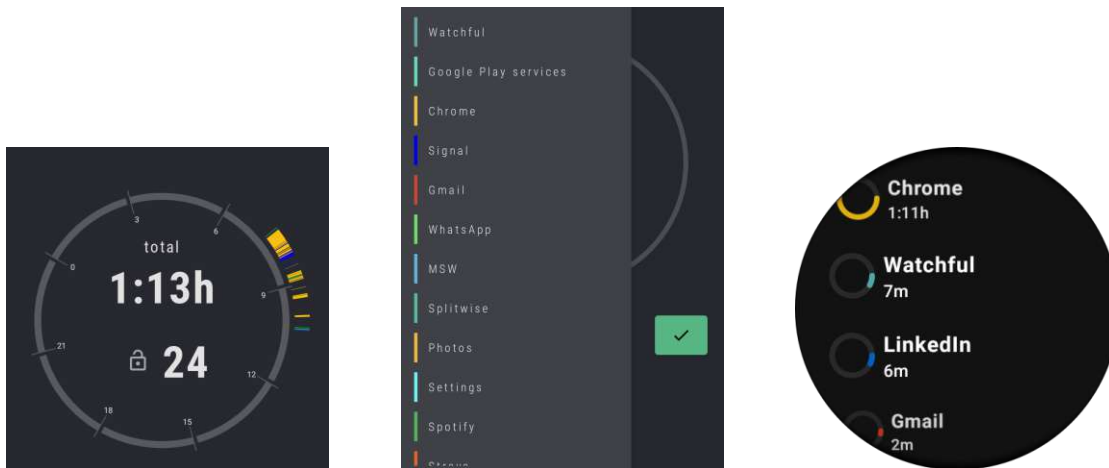 3
6
total
0
1:13h
9
21
24
12
18
15
Watchful
Google Play services
Chrome
Signal
Gmail
WhatsApp
MSW
Splitwise
Photos
Settings
Spotify
Chrome
1:11h
Watchful
7m
LinkedIn
6m
Gmail
2m